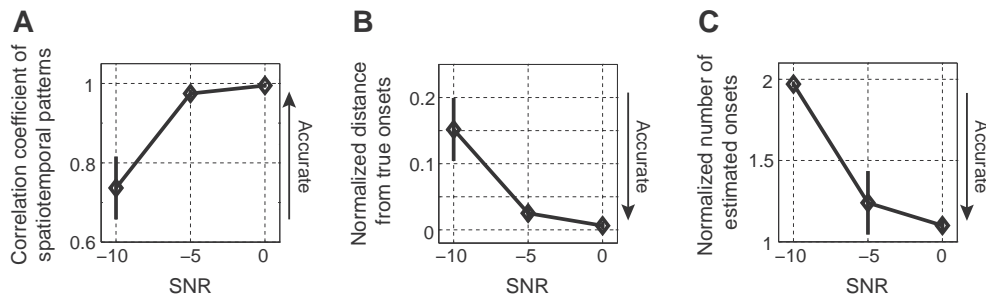 A
Correlation coefficient of
spatiotemporal patterns
1
0.8
0.6
−10
−5
0
SNR
Accurate
B
Normalized distance
from true onsets
0.2
0.1
0
−10
−5
0
SNR
Accurate
C
Normalized number of
estimated onsets
2
1.5
1
−10
−5
0
SNR
Accurate